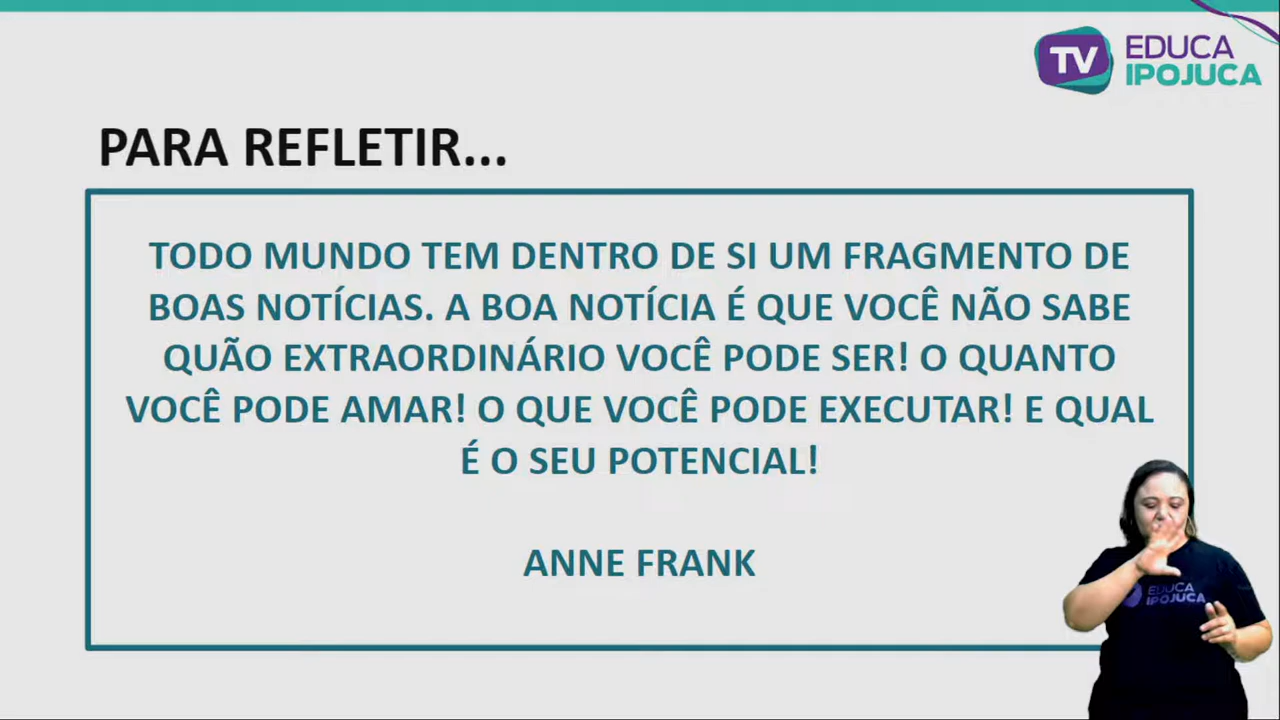 TV EDUCA
IPOJUCA
PARA REFLETIR...
TODO MUNDO TEM DENTRO DE SI UM FRAGMENTO DE
BOAS NOTÍCIAS. A BOA NOTÍCIA É QUE VOCÊ NÃO SABE
QUÃO EXTRAORDINÁRIO VOCÊ PODE SER! O QUANTO
VOCÊ PODE AMAR! O QUE VOCÊ PODE EXECUTAR! E QUAL
É O SEU POTENCIAL!
ANNE FRANK
EDUCA
IPOJUCA